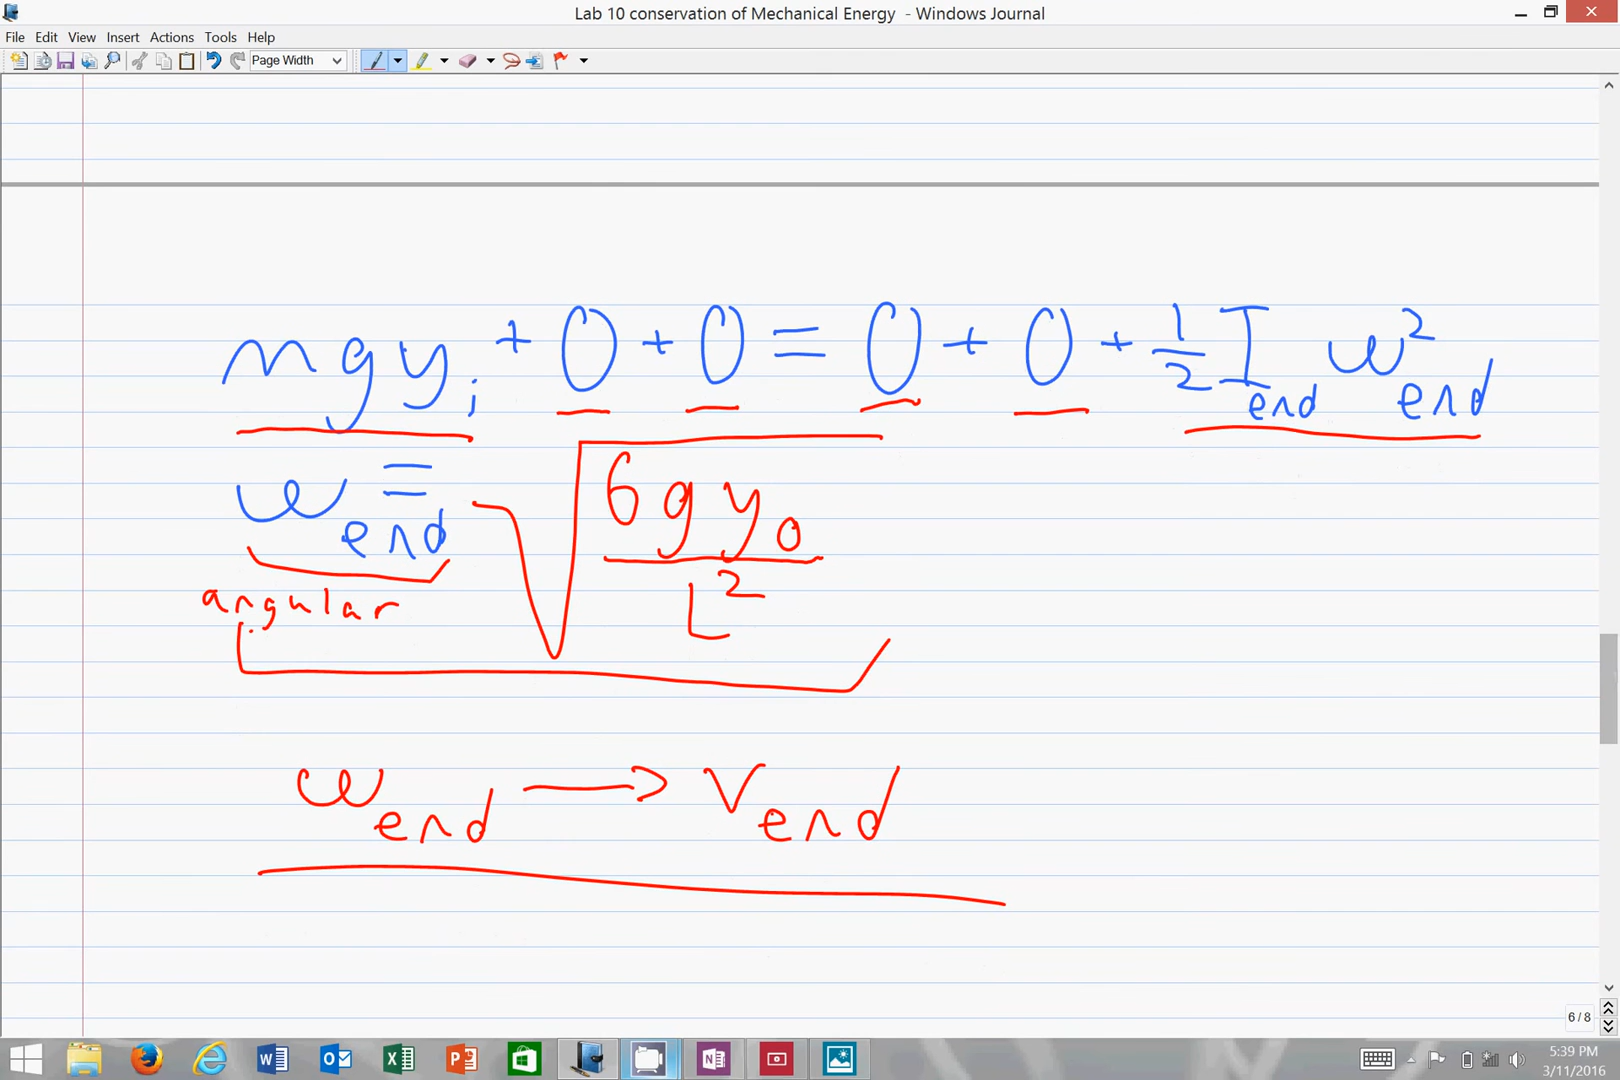 Lab 10 conservation of Mechanical Energy - Windows Journal
File Edit View Insert Actions Tools Help
Page Width
mgy_i + 0 + 0 = 0 + 0 + 1/2 I_end ω²_end
ω_end = √(6gy_0 / L²)
angular
ω_end → v_end
6 / 8
5:39 PM
3/11/2016